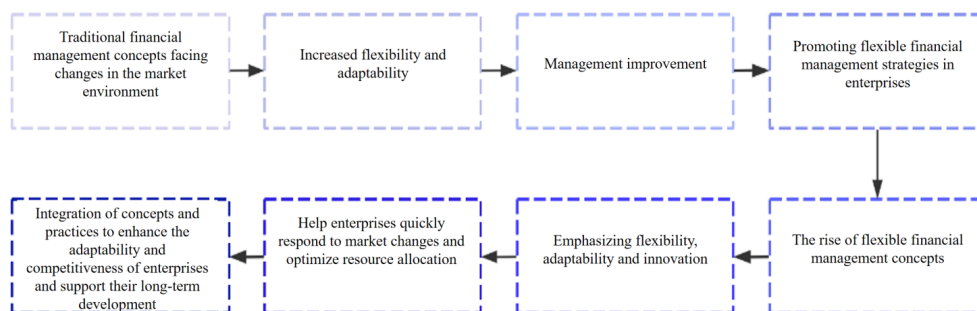 Traditional financial
management concepts facing
changes in the market
environment
Increased flexibility and
adaptability
Management improvement
Promoting flexible financial
management strategies in
enterprises
The rise of flexible financial
management concepts
Emphasizing flexibility,
adaptability and innovation
Help enterprises quickly
respond to market changes and
optimize resource allocation
Integration of concepts and
practices to enhance the
adaptability and
competitiveness of enterprises
and support their long-term
development